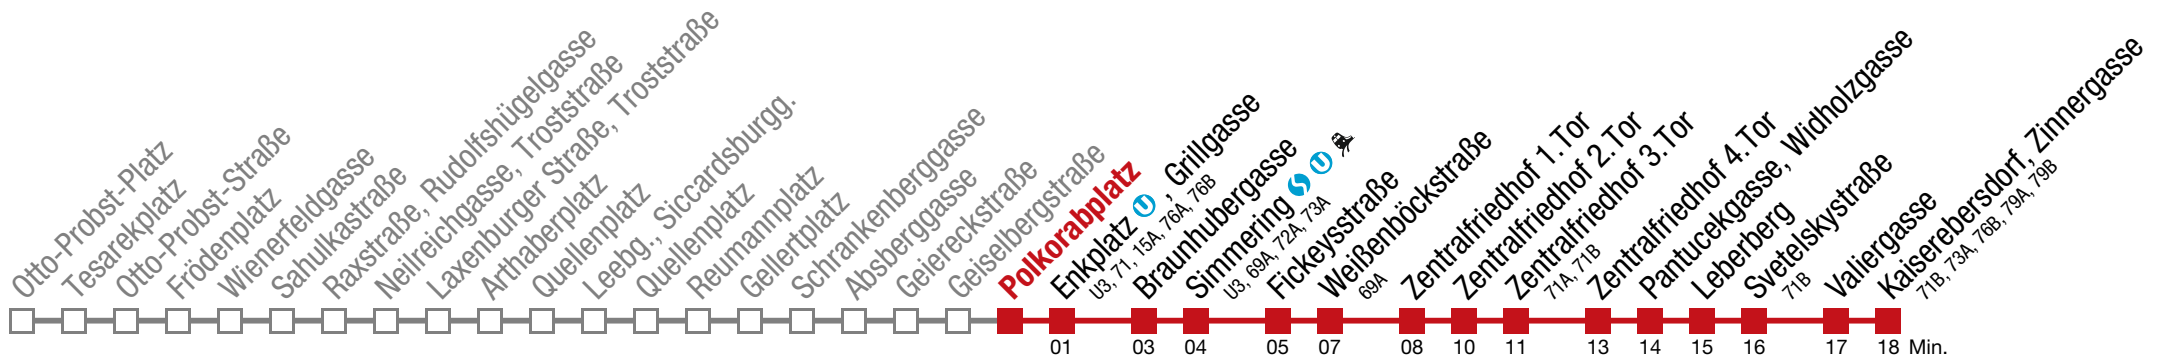 Otto-Probst-Platz
Tesarekplatz
Otto-Probst-Straße
Frödenplatz
Wienerfeldgasse
Sahulkastraße
Raxstraße, Rudolfshügelgasse
Neilreichgasse, Troststraße
Laxenburger Straße, Troststraße
Arthaberplatz
Quellenplatz
Leebg., Siccardsburgg.
Quellenplatz
Reumannplatz
Gellertplatz
Schrankenberggasse
Absberggasse
Geiereckstraße
Geiselbergstraße
Polkorabplatz
Enkplatz U , Grillgasse
U3, 71, 15A, 76A, 76B
Braunhubergasse
Simmering S U
U3, 69A, 72A, 73A
Fickeysstraße
Weißenböckstraße
69A
Zentralfriedhof 1.Tor
Zentralfriedhof 2.Tor
Zentralfriedhof 3.Tor
71A, 71B
Zentralfriedhof 4.Tor
Pantucekgasse, Widholzgasse
Leberberg
Svetelskystraße
71B
Valiergasse
Kaiserebersdorf, Zinnergasse
71B, 73A, 76B, 79A, 79B
01 03 04 05 07 08 10 11 13 14 15 16 17 18 Min.